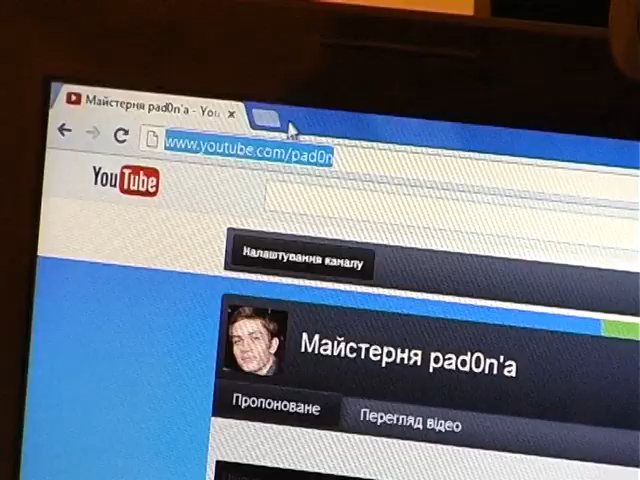 Майстерня pad0n'a - You
www.youtube.com/pad0n
YouTube
Налаштування каналу
Майстерня pad0n'a
Пропоноване
Перегляд відео